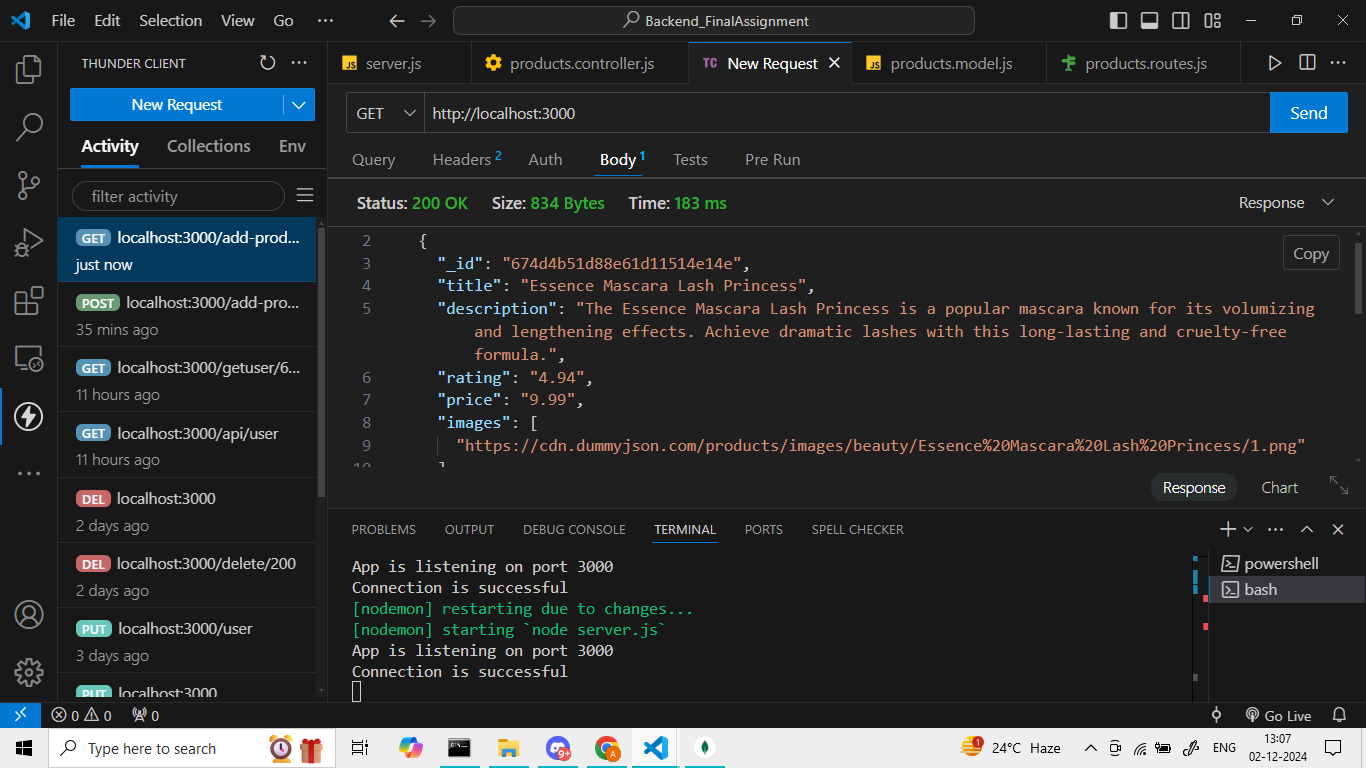 File Edit Selection View Go ··· Backend_FinalAssignment
THUNDER CLIENT
New Request
Activity Collections Env
filter activity
GET localhost:3000/add-prod...
just now
POST localhost:3000/add-pro...
35 mins ago
GET localhost:3000/getuser/6...
11 hours ago
GET localhost:3000/api/user
11 hours ago
DEL localhost:3000
2 days ago
DEL localhost:3000/delete/200
2 days ago
PUT localhost:3000/user
3 days ago
PUT localhost:3000
JS server.js products.controller.js TC New Request JS products.model.js products.routes.js
GET http://localhost:3000 Send
Query Headers 2 Auth Body 1 Tests Pre Run
Status: 200 OK Size: 834 Bytes Time: 183 ms Response
Copy
2 {
3 "_id": "674d4b51d88e61d11514e14e",
4 "title": "Essence Mascara Lash Princess",
5 "description": "The Essence Mascara Lash Princess is a popular mascara known for its volumizing
and lengthening effects. Achieve dramatic lashes with this long-lasting and cruelty-free
formula.",
6 "rating": "4.94",
7 "price": "9.99",
8 "images": [
9 "https://cdn.dummyjson.com/products/images/beauty/Essence%20Mascara%20Lash%20Princess/1.png"
10 ]
Response Chart
PROBLEMS OUTPUT DEBUG CONSOLE TERMINAL PORTS SPELL CHECKER
App is listening on port 3000
Connection is successful
[nodemon] restarting due to changes...
[nodemon] starting `node server.js`
App is listening on port 3000
Connection is successful
powershell
bash
0 0 0 Go Live
Type here to search 9+ A 1 24°C Haze ENG 13:07
02-12-2024